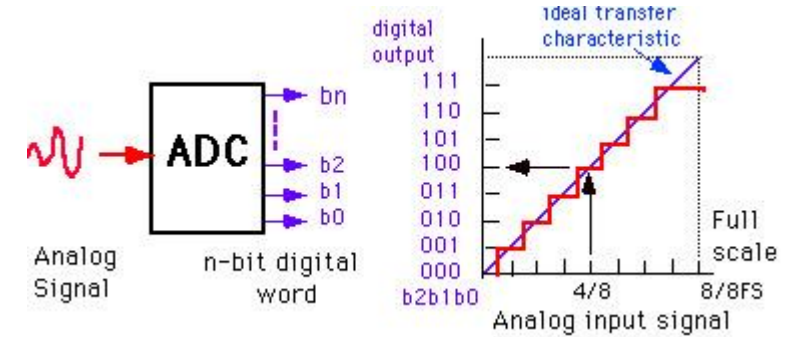 ADC
bn
b2
b1
b0
Analog
Signal
n-bit digital
word
digital
output
ideal transfer
characteristic
111
110
101
100
011
010
001
000
b2b1b0
4/8
8/8FS
Full
scale
Analog input signal